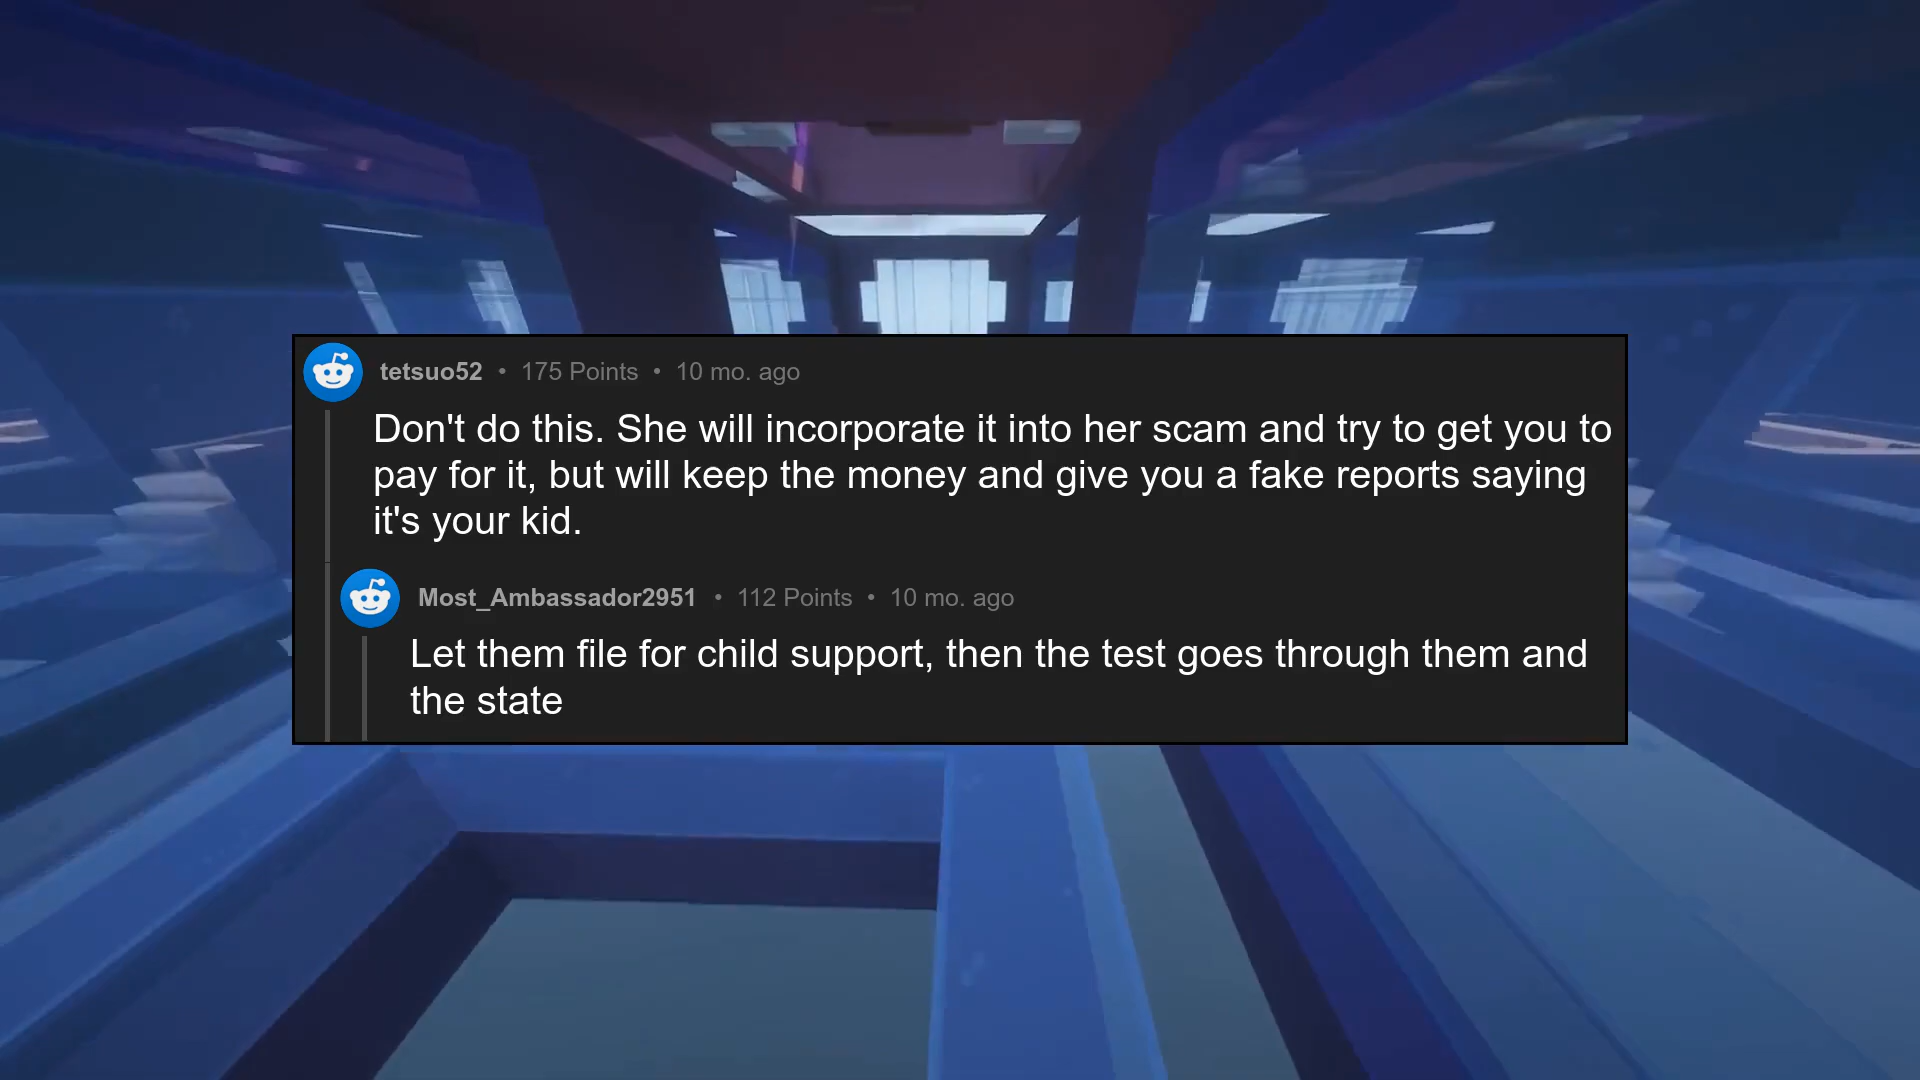 tetsuo52 • 175 Points • 10 mo. ago
Don't do this. She will incorporate it into her scam and try to get you to
pay for it, but will keep the money and give you a fake reports saying
it's your kid.
Most_Ambassador2951 • 112 Points • 10 mo. ago
Let them file for child support, then the test goes through them and
the state